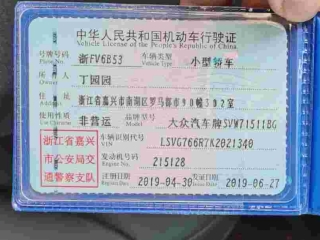 中华人民共和国机动车行驶证
Vehicle License of the People's Republic of China
号牌号码 浙FV6B53 车辆类型 小型轿车
Plate No. Vehicle Type
所有人 丁园园
Owner
住址 浙江省嘉兴市南湖区罗马都市90幢302室
使用性质 非营运 品牌型号 大众汽车牌SVW71511BG
浙江省嘉兴 车辆识别代号 LSVG766R7K2021340
VIN
市公安局交 发动机号码 215128
Engine No.
通警察支队 注册日期 2019-04-30 发证日期 2019-06-27